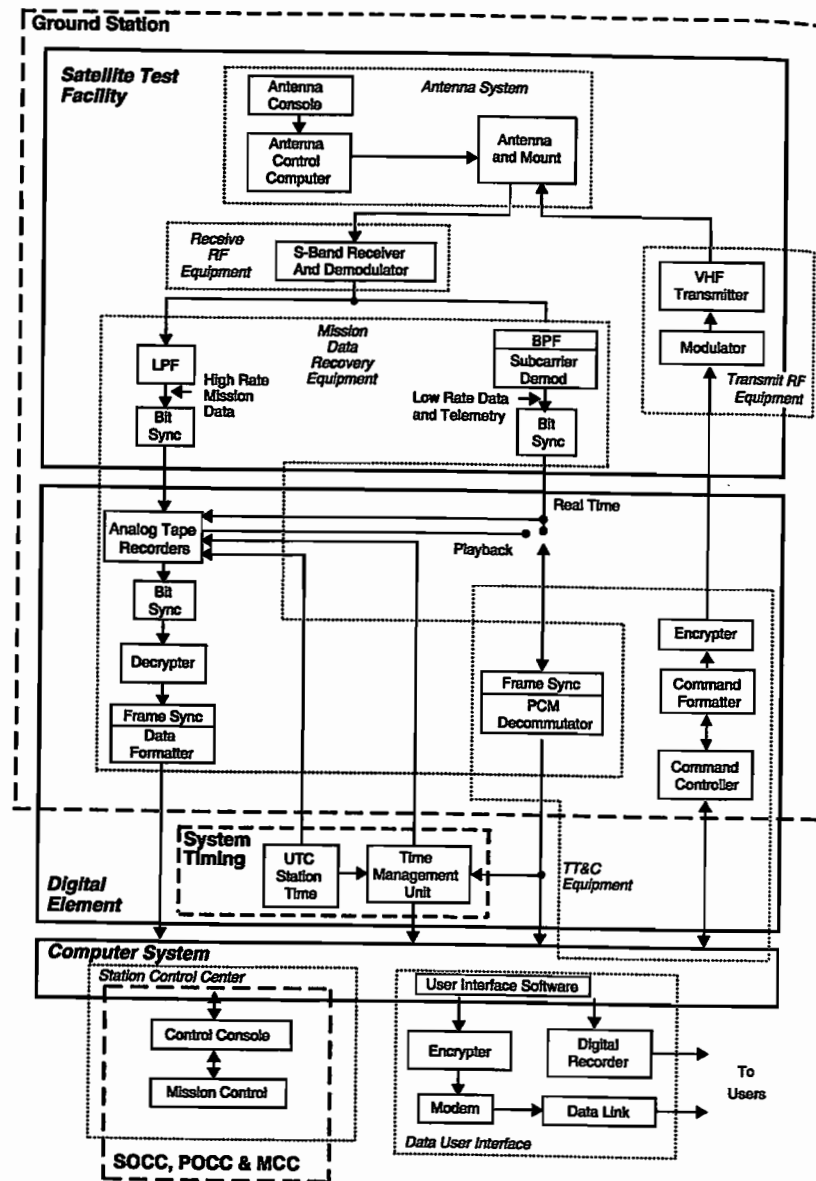 Ground Station
Satellite Test
Facility
Antenna
Console
Antenna System
Antenna
Control
Computer
Antenna
and Mount
Receive
RF
Equipment
S-Band Receiver
And Demodulator
VHF
Transmitter
Modulator
Transmit RF
Equipment
Mission
Data
Recovery
Equipment
BPF
Subcarrier
Demod
LPF
High Rate
Mission
Data
Low Rate Data
and Telemetry
Bit
Sync
Bit
Sync
Real Time
Analog Tape
Recorders
Playback
Bit
Sync
Decrypter
Frame Sync
Data
Formatter
Frame Sync
PCM
Decommutator
Encrypter
Command
Formatter
Command
Controller
System
Timing
UTC
Station
Time
Time
Management
Unit
TT&C
Equipment
Digital
Element
Computer System
Station Control Center
User Interface Software
Control Console
Mission Control
Encrypter
Digital
Recorder
Modem
Data Link
To
Users
Data User Interface
SOCC, POCC & MCC